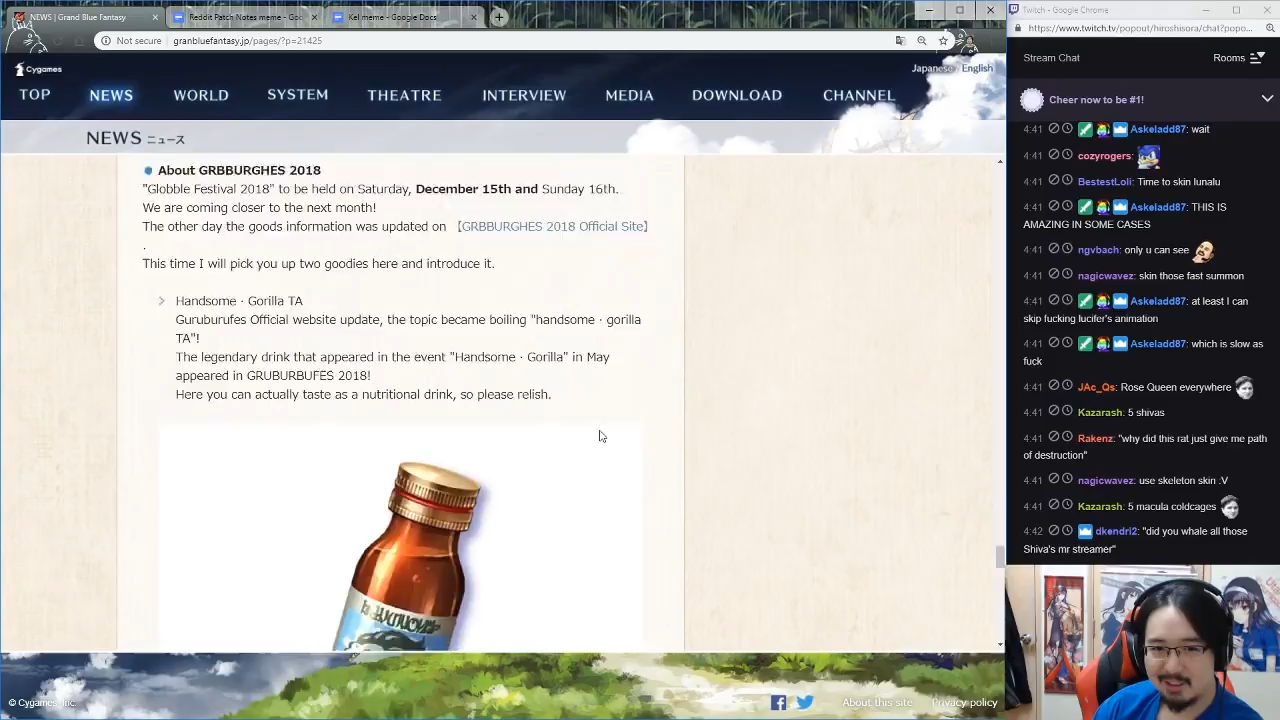 NEWS | Grand Blue Fantasy
Reddit Patch Notes meme - Goo
Kel meme - Google Docs
Twitch - Google Chrome
Not secure
granbluefantasy.jp/pages/?p=21425
https://www.twitch.tv/popout/hiroshisora/chat?popo...
Cygames
Japanese
English
TOP
NEWS
WORLD
SYSTEM
THEATRE
INTERVIEW
MEDIA
DOWNLOAD
CHANNEL
NEWS ニュース
About GRBBURGHES 2018
"Globble Festival 2018" to be held on Saturday, December 15th and Sunday 16th.
We are coming closer to the next month!
The other day the goods information was updated on 【GRBBURGHES 2018 Official Site】
.
This time I will pick you up two goodies here and introduce it.
Handsome · Gorilla TA
Guruburufes Official website update, the topic became boiling "handsome · gorilla
TA"!
The legendary drink that appeared in the event "Handsome · Gorilla" in May
appeared in GRUBURBUFES 2018!
Here you can actually taste as a nutritional drink, so please relish.
© Cygames, Inc.
About this site
Privacy policy
Stream Chat
Rooms
Cheer now to be #1!
4:41 Askeladd87: wait
4:41 cozyrogers:
4:41 BestestLoli: Time to skin lunalu
4:41 Askeladd87: THIS IS
AMAZING IN SOME CASES
4:41 ngvbach: only u can see
4:41 nagicwavez: skin those fast summon
4:41 Askeladd87: at least I can
skip fucking lucifer's animation
4:41 Askeladd87: which is slow as
fuck
4:41 JAc_Qs: Rose Queen everywhere
4:41 Kazarash: 5 shivas
4:41 Rakenz: "why did this rat just give me path
of destruction"
4:41 nagicwavez: use skeleton skin :V
4:41 Kazarash: 5 macula coldcages
4:42 dkendri2: "did you whale all those
Shiva's mr streamer"